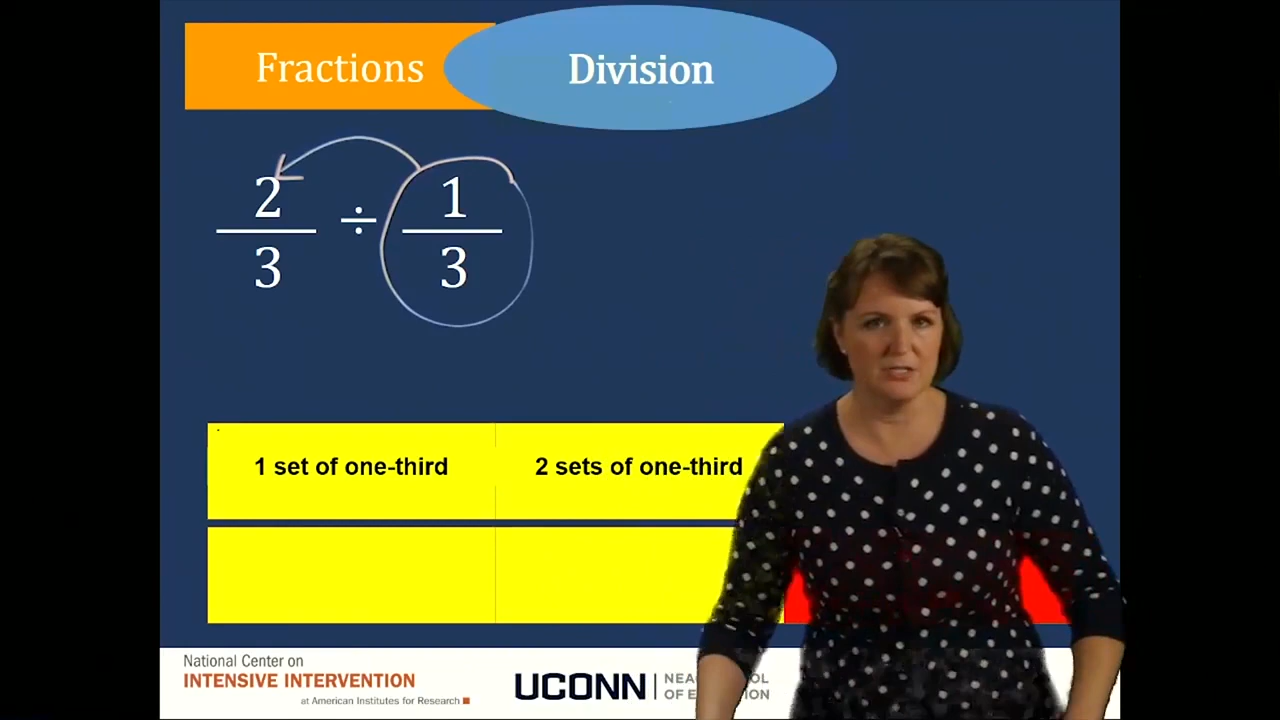 Fractions
Division
2/3 ÷ 1/3
1 set of one-third
2 sets of one-third
National Center on
INTENSIVE INTERVENTION
at American Institutes for Research
UCONN
OF